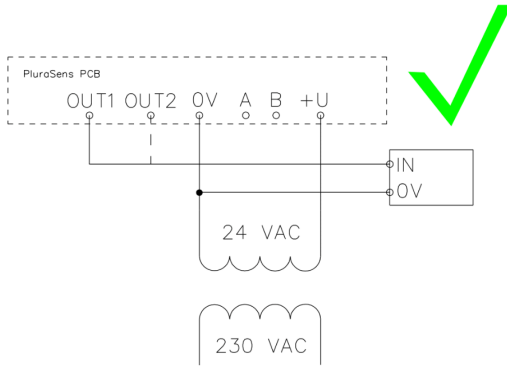 PluraSens PCB
OUT1 OUT2 0V A B +U
IN
0V
24 VAC
230 VAC